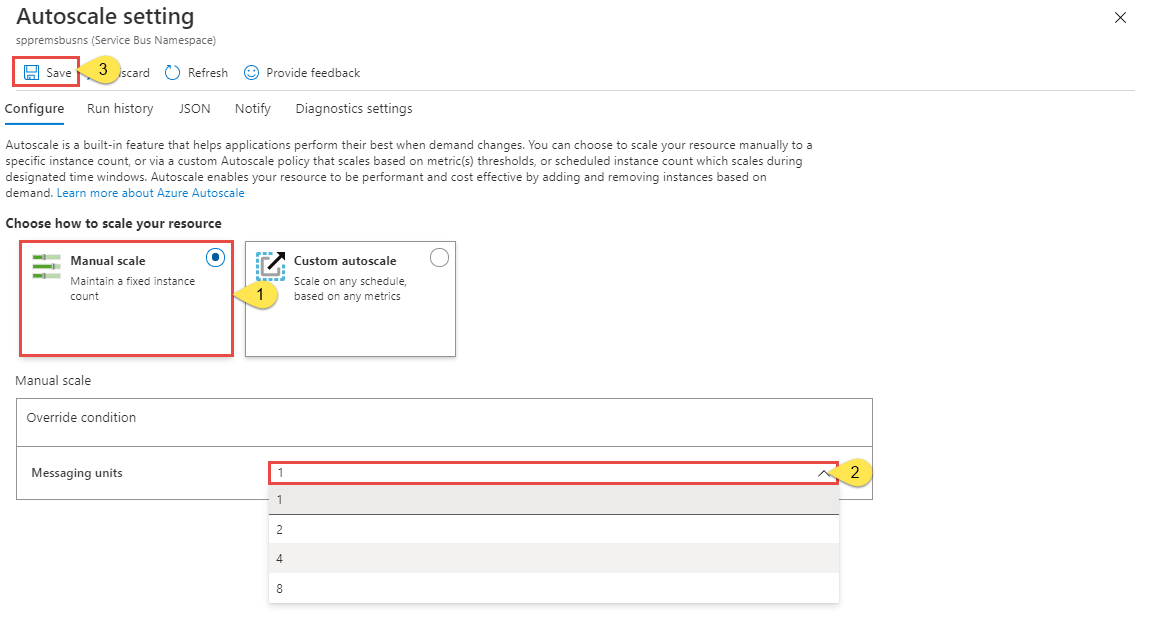 Autoscale setting
sppremsbusns (Service Bus Namespace)
Save 3 scard Refresh Provide feedback
Configure Run history JSON Notify Diagnostics settings
Autoscale is a built-in feature that helps applications perform their best when demand changes. You can choose to scale your resource manually to a
specific instance count, or via a custom Autoscale policy that scales based on metric(s) thresholds, or scheduled instance count which scales during
designated time windows. Autoscale enables your resource to be performant and cost effective by adding and removing instances based on
demand. Learn more about Azure Autoscale
Choose how to scale your resource
Manual scale
Maintain a fixed instance
count
1
Custom autoscale
Scale on any schedule,
based on any metrics
Manual scale
Override condition
Messaging units 1 2
1
2
4
8